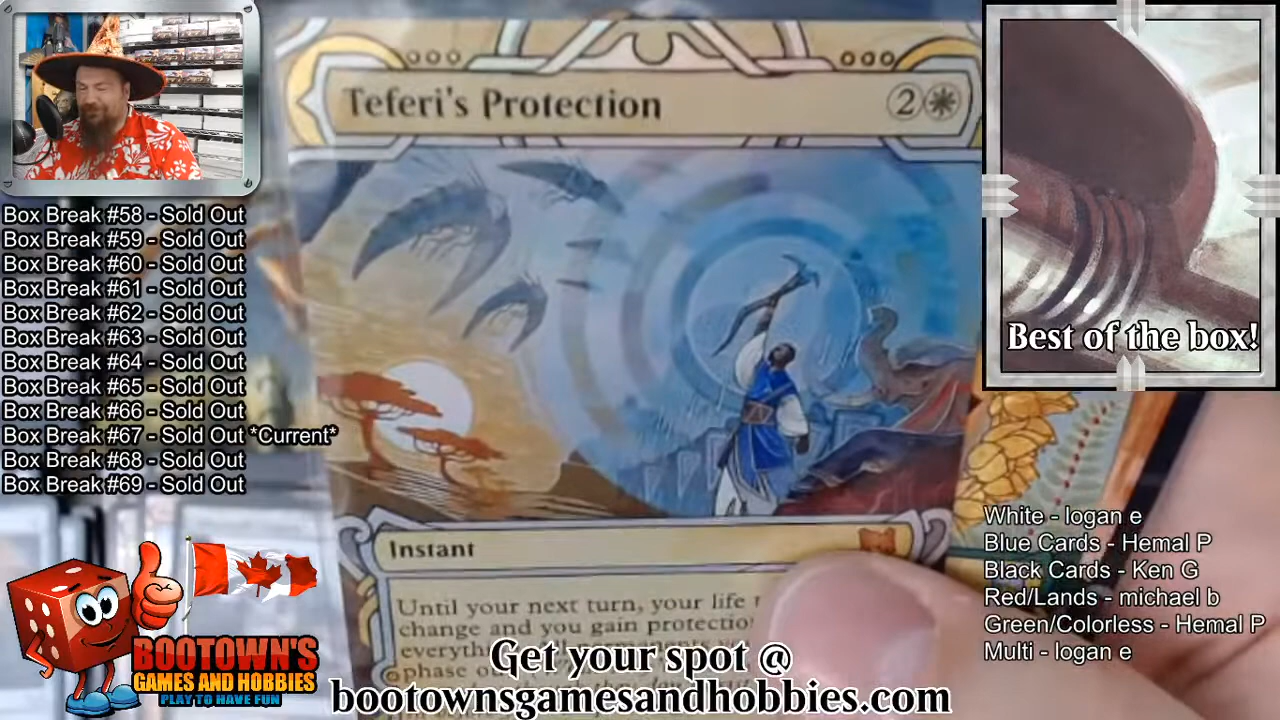 Teferi's Protection
2
Box Break #58 - Sold Out
Box Break #59 - Sold Out
Box Break #60 - Sold Out
Box Break #61 - Sold Out
Box Break #62 - Sold Out
Box Break #63 - Sold Out
Box Break #64 - Sold Out
Box Break #65 - Sold Out
Box Break #66 - Sold Out
Box Break #67 - Sold Out *Current*
Box Break #68 - Sold Out
Box Break #69 - Sold Out
Best of the box!
Instant
Until your next turn, your life
change and you gain
White - logan e
Blue Cards - Hemal P
Black Cards - Ken G
Red/Lands - michael b
Green/Colorless - Hemal P
Multi - logan e
BOOTOWN'S
GAMES AND HOBBIES
PLAY TO HAVE FUN
Get your spot @
bootownsgamesandhobbies.com